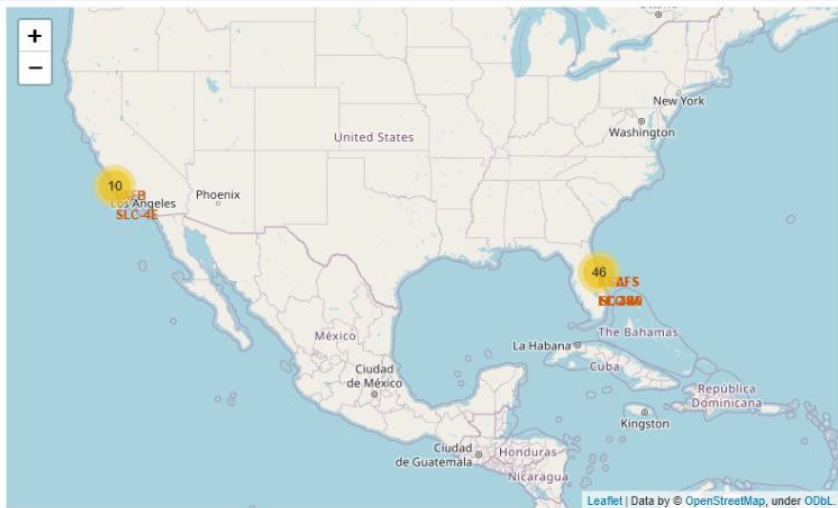 +
−
New York
Washington
United States
10
Phoenix
Los Angeles
SLC-4E
46
The Bahamas
La Habana
México
Cuba
Ciudad
de México
República
Dominicana
Kingston
Ciudad
de Guatemala
Honduras
Nicaragua
Leaflet | Data by © OpenStreetMap, under ODbL.